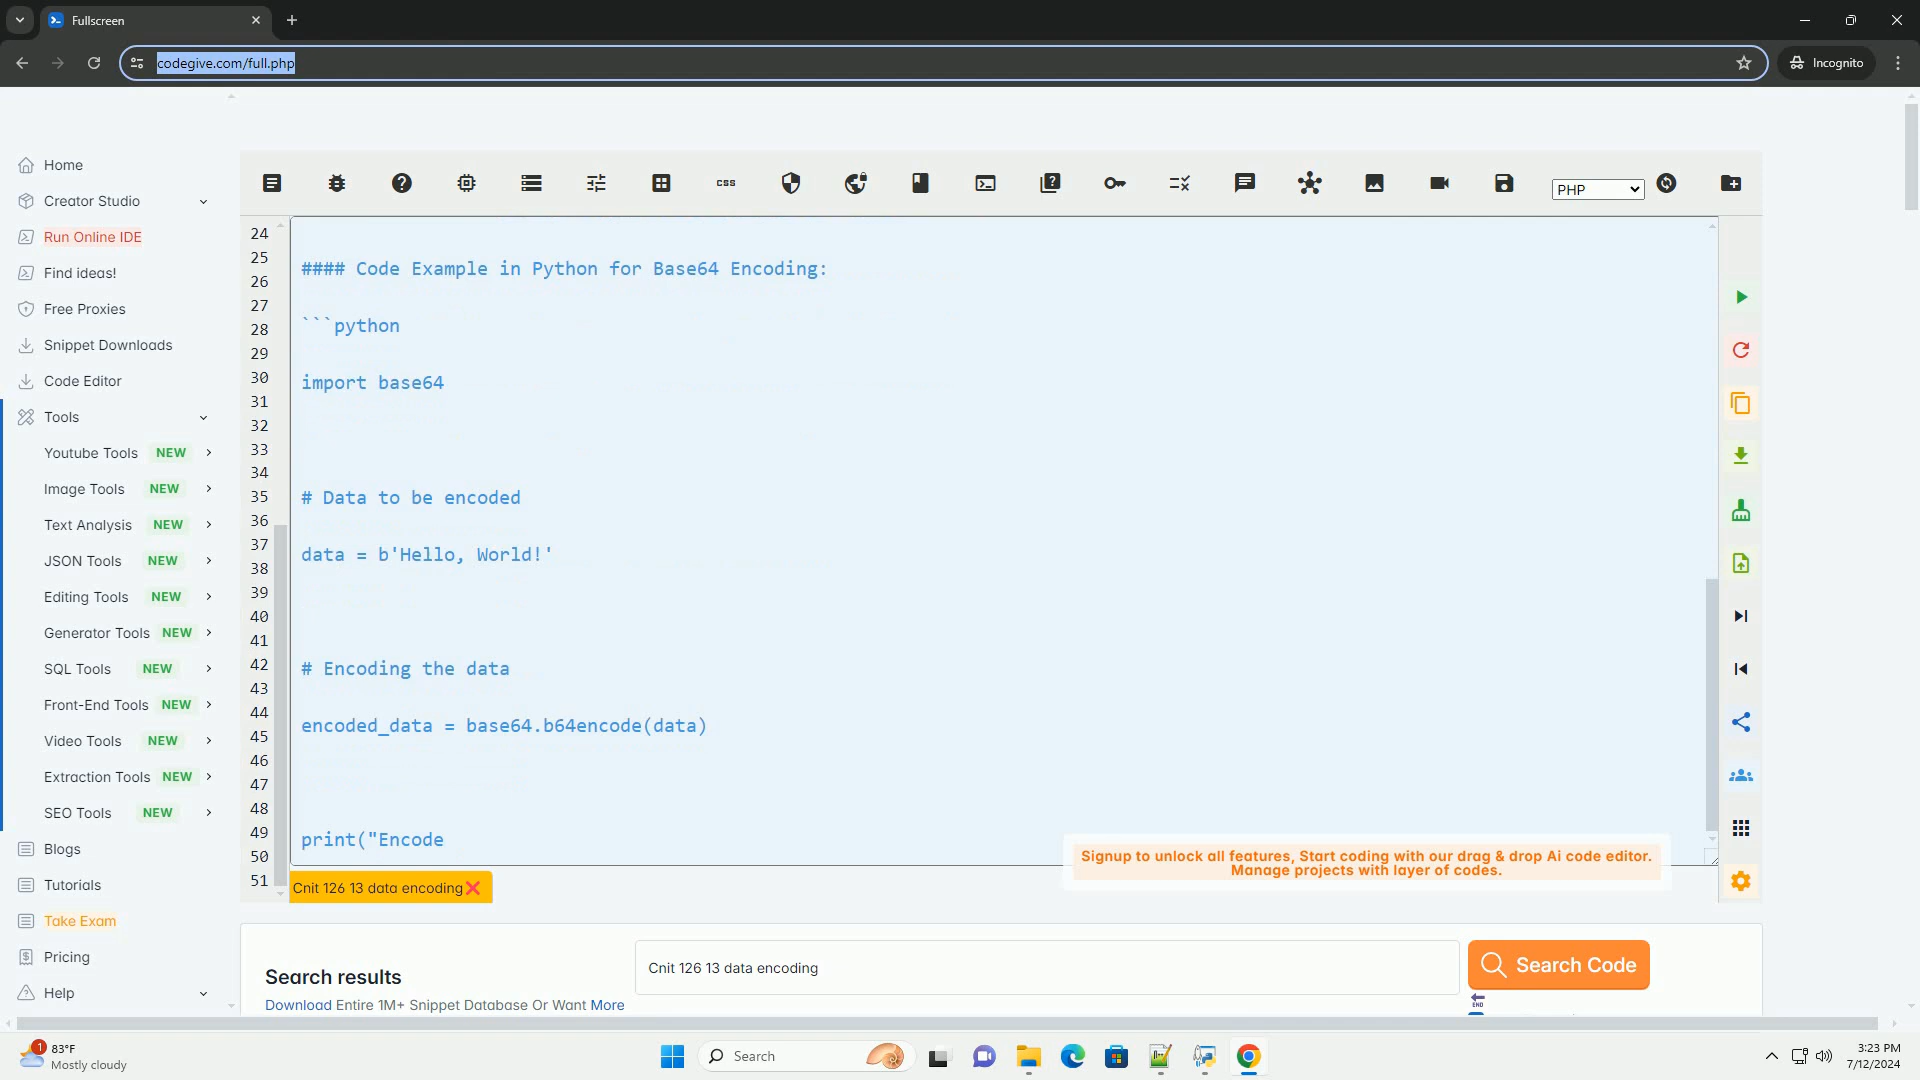 Fullscreen
codegive.com/full.php
Incognito
Home
Creator Studio
Run Online IDE
Find ideas!
Free Proxies
Snippet Downloads
Code Editor
Tools
Youtube Tools NEW
Image Tools NEW
Text Analysis NEW
JSON Tools NEW
Editing Tools NEW
Generator Tools NEW
SQL Tools NEW
Front-End Tools NEW
Video Tools NEW
Extraction Tools NEW
SEO Tools NEW
Blogs
Tutorials
Take Exam
Pricing
Help
css
PHP
24
25
26
27
28
29
30
31
32
33
34
35
36
37
38
39
40
41
42
43
44
45
46
47
48
49
50
51
#### Code Example in Python for Base64 Encoding:
```python
import base64
# Data to be encoded
data = b'Hello, World!'
# Encoding the data
encoded_data = base64.b64encode(data)
print("Encode
Signup to unlock all features, Start coding with our drag & drop Ai code editor.
Manage projects with layer of codes.
Cnit 126 13 data encoding
Search results
Download Entire 1M+ Snippet Database Or Want More
Cnit 126 13 data encoding
Search Code
END
1
83°F
Mostly cloudy
Search
3:23 PM
7/12/2024